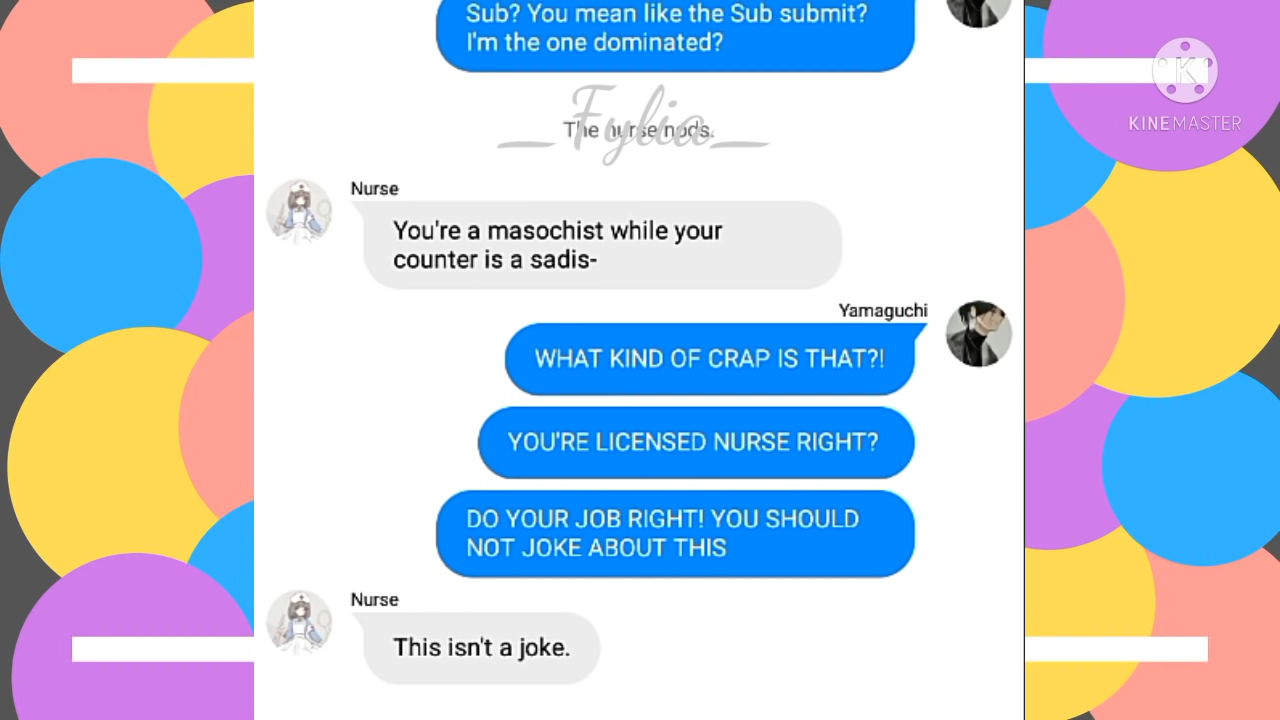 Sub? You mean like the Sub submit?
I'm the one dominated?
The nurse nods.
__Fylia__
Nurse
You're a masochist while your
counter is a sadis-
Yamaguchi
WHAT KIND OF CRAP IS THAT?!
YOU'RE LICENSED NURSE RIGHT?
DO YOUR JOB RIGHT! YOU SHOULD
NOT JOKE ABOUT THIS
Nurse
This isn't a joke.
K
KINEMASTER